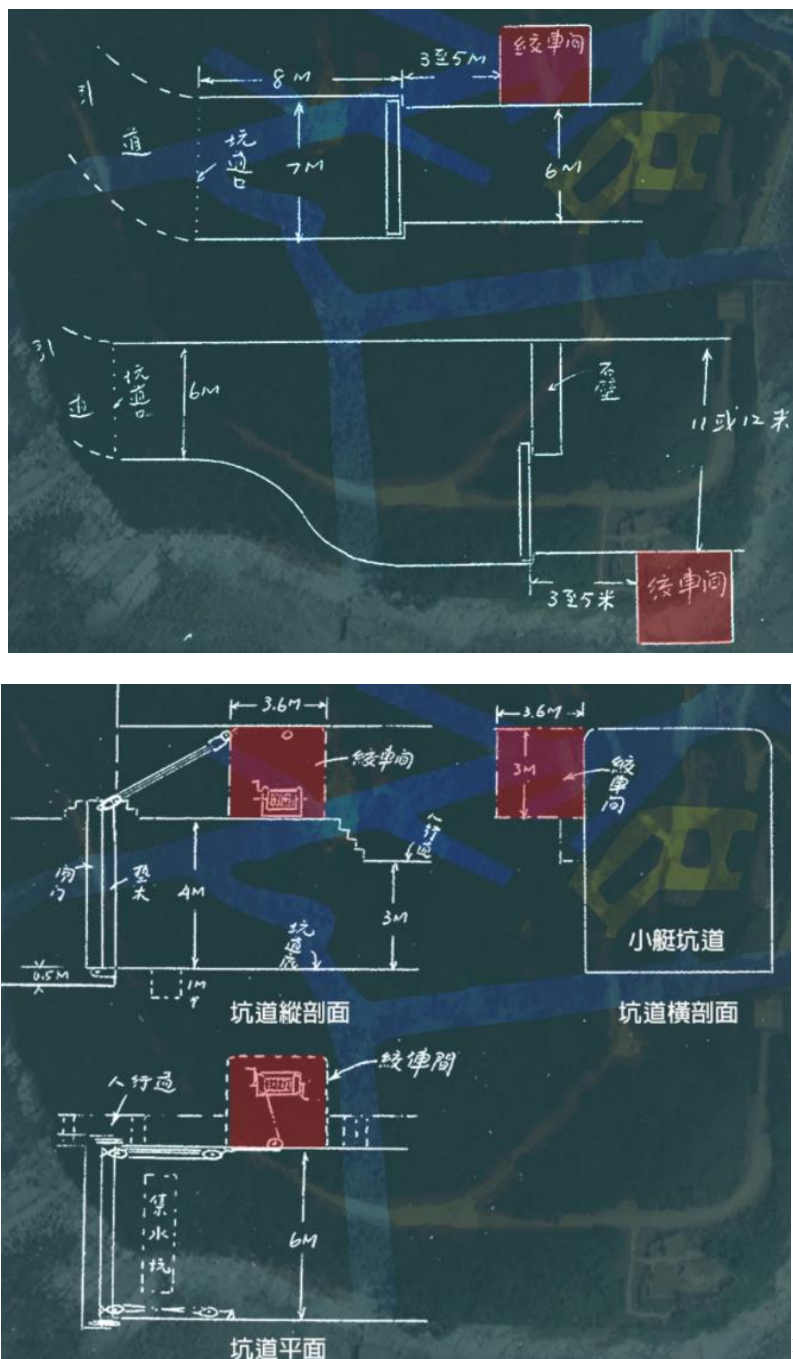 絞車间
3至5M
8M
引
道
坑道口
7M
6M
引
道
坑道口
6M
石壁
11或12米
3至5米
絞車间
3.6M
3.6M
絞車间
3M
絞車间
人行道
闸门
垫木
4M
3M
坑道底
0.5M
1M
小艇坑道
坑道縱剖面
坑道橫剖面
絞車間
人行道
集水坑
6M
坑道平面